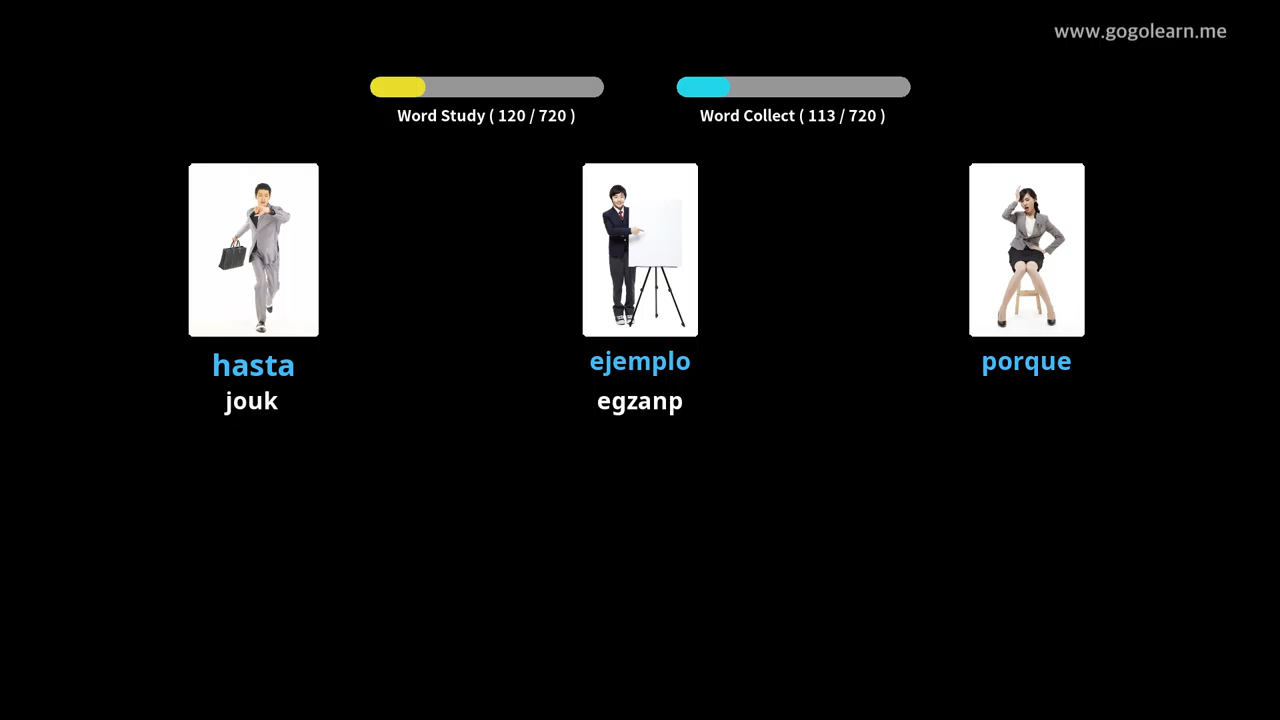 www.gogolearn.me
Word Study ( 120 / 720 )
Word Collect ( 113 / 720 )
hasta
jouk
ejemplo
egzanp
porque